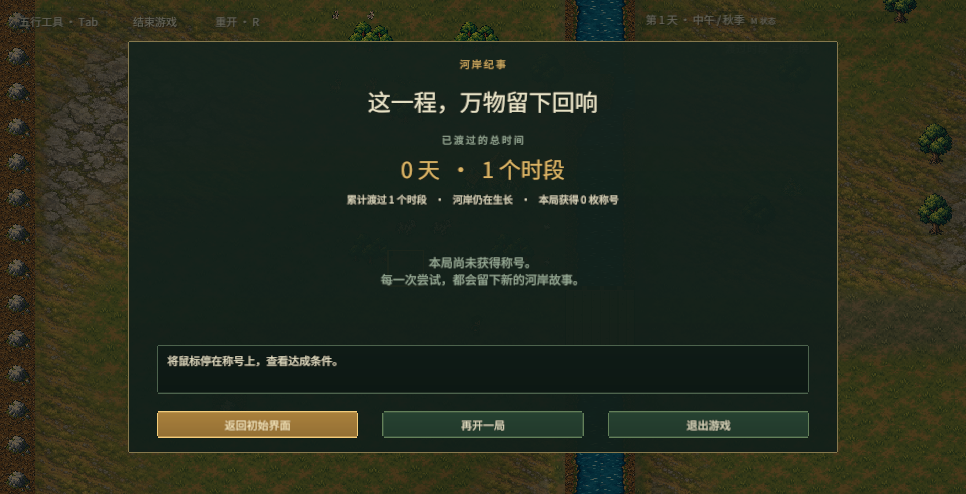 五行工具 · Tab
结束游戏
重开 · R
第1天 · 中午/秋季 M 状态
河岸纪事
这一程，万物留下回响
已渡过的总时间
0天 · 1个时段
累计渡过1个时段 · 河岸仍在生长 · 本局获得0枚称号
本局尚未获得称号。
每一次尝试，都会留下新的河岸故事。
将鼠标停在称号上，查看达成条件。
返回初始界面
再开一局
退出游戏